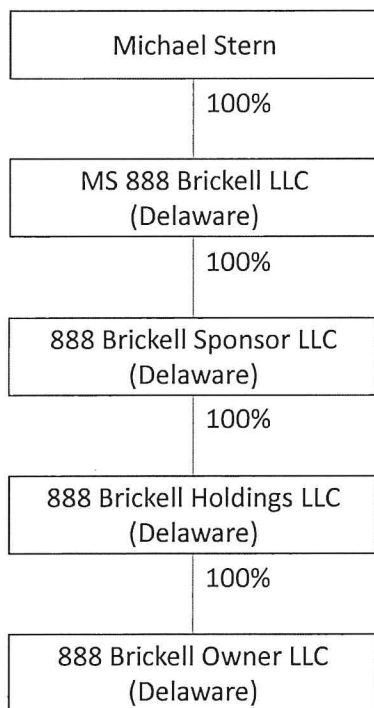 Michael Stern
100%
MS 888 Brickell LLC
(Delaware)
100%
888 Brickell Sponsor LLC
(Delaware)
100%
888 Brickell Holdings LLC
(Delaware)
100%
888 Brickell Owner LLC
(Delaware)